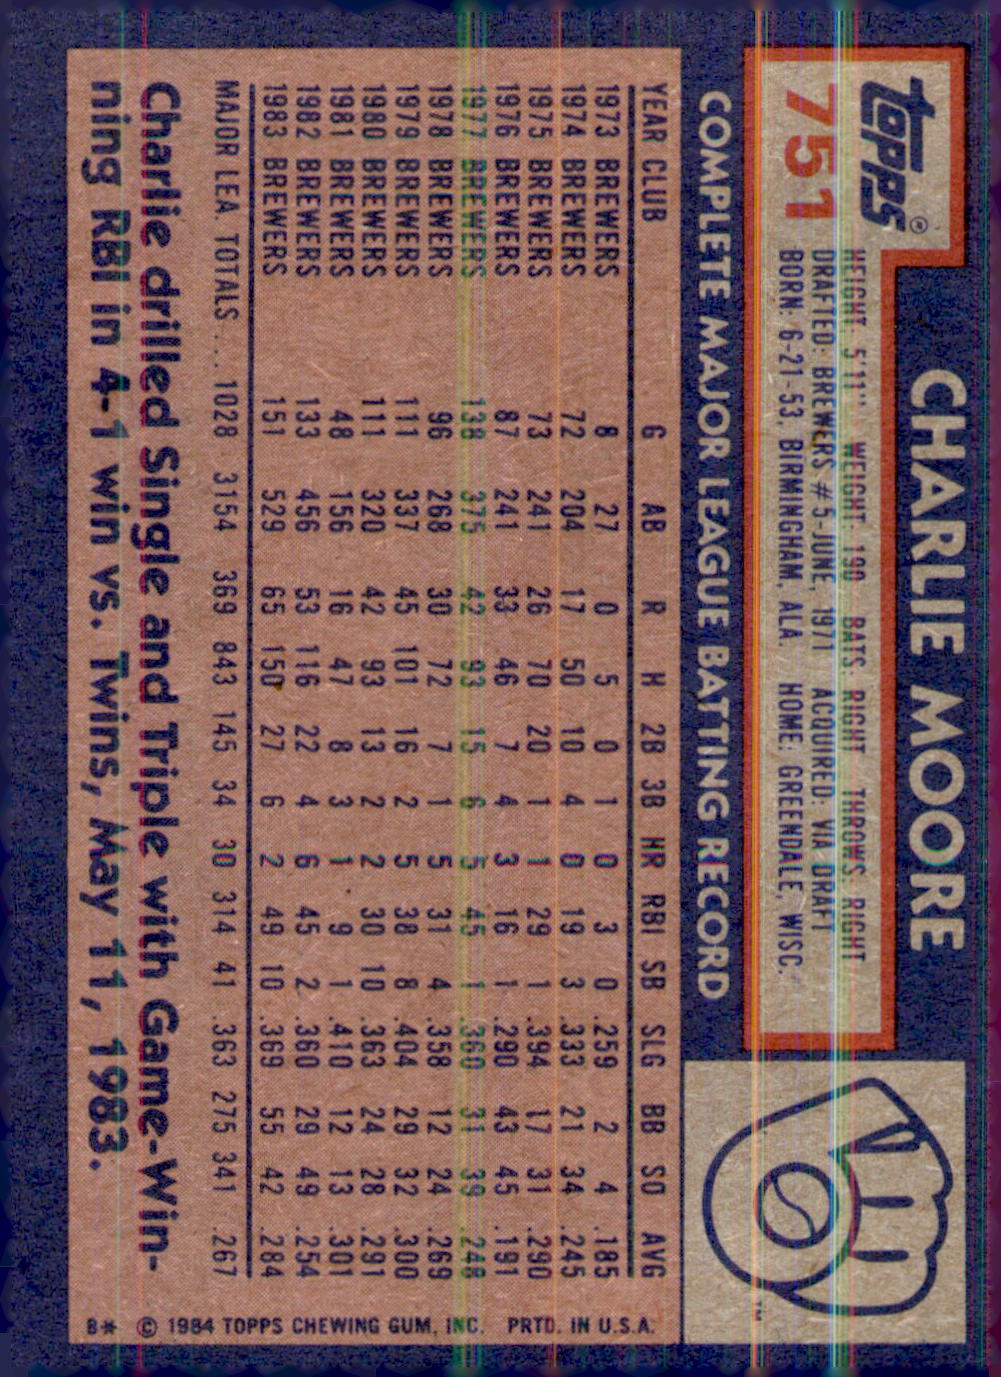 TOPPS®
751
CHARLIE MOORE
HEIGHT: 5'11" WEIGHT: 190 BATS: RIGHT THROWS: RIGHT
DRAFTED: BREWERS #5-JUNE, 1971 ACQUIRED: VIA DRAFT
BORN: 6-21-53, BIRMINGHAM, ALA. HOME: GREENDALE, WISC.
TM
COMPLETE MAJOR LEAGUE BATTING RECORD
YEAR CLUB G AB R H 2B 3B HR RBI SB SLG BB SO AVG
1973 BREWERS 8 27 0 5 0 1 0 3 0 .259 2 4 .185
1974 BREWERS 72 204 17 50 10 4 0 19 3 .333 21 34 .245
1975 BREWERS 73 241 26 70 20 1 1 29 1 .394 17 31 .290
1976 BREWERS 87 241 33 46 7 4 3 16 1 .290 43 45 .191
1977 BREWERS 138 375 42 93 15 6 5 45 1 .360 31 39 .248
1978 BREWERS 96 268 30 72 7 1 5 31 4 .358 12 24 .269
1979 BREWERS 111 337 45 101 16 2 5 38 8 .404 29 32 .300
1980 BREWERS 111 320 42 93 13 2 2 30 10 .363 24 28 .291
1981 BREWERS 48 156 16 47 8 3 1 9 1 .410 12 13 .301
1982 BREWERS 133 456 53 116 22 4 6 45 2 .360 29 49 .254
1983 BREWERS 151 529 65 150 27 6 2 49 10 .369 55 42 .284
MAJOR LEA. TOTALS... 1028 3154 369 843 145 34 30 314 41 .363 275 341 .267
Charlie drilled Single and Triple with Game-Win-
ning RBI in 4-1 win vs. Twins, May 11, 1983.
B* © 1984 TOPPS CHEWING GUM, INC. PRTD. IN U.S.A.